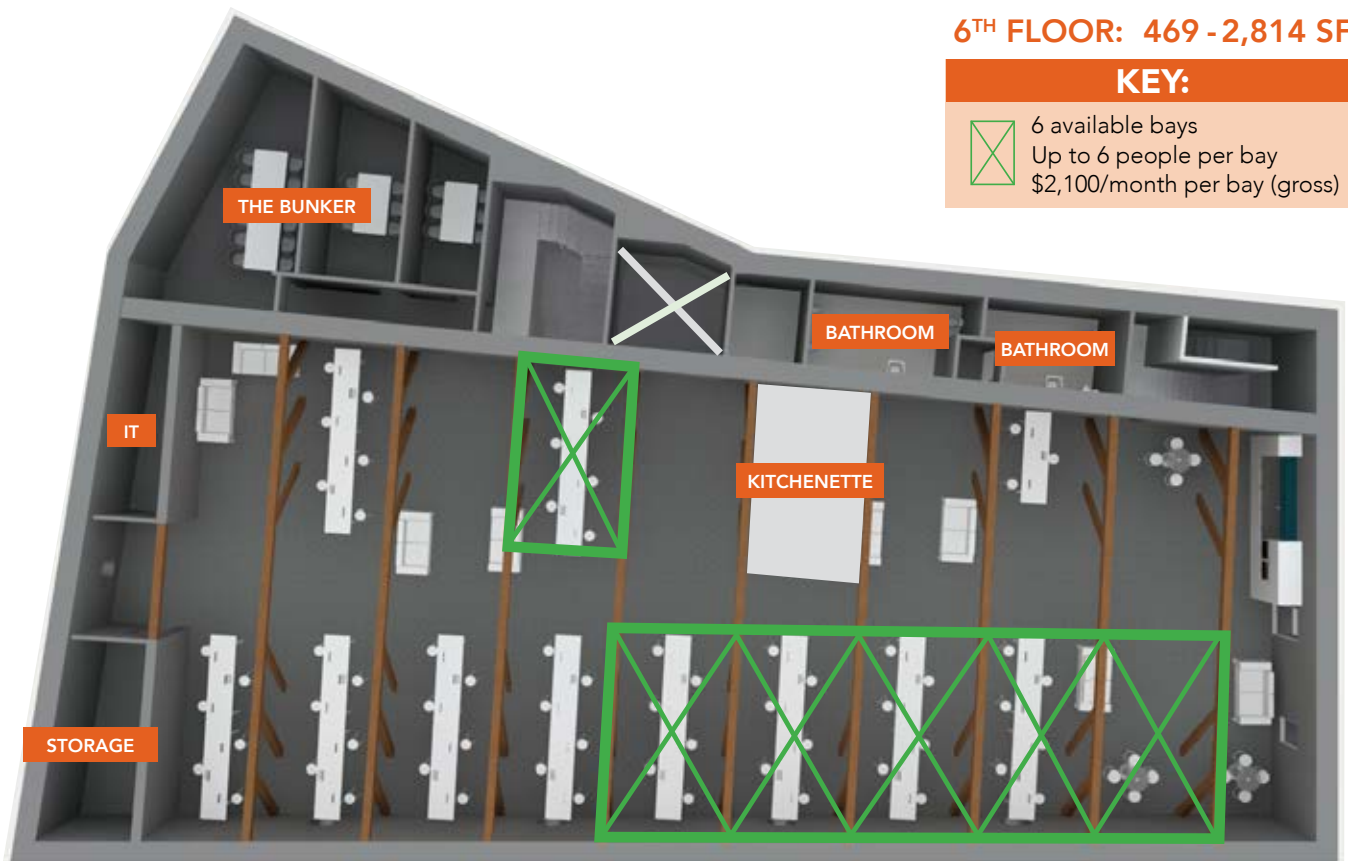 6TH FLOOR: 469 - 2,814 SF
KEY:
6 available bays
Up to 6 people per bay
$2,100/month per bay (gross)
THE BUNKER
BATHROOM
BATHROOM
IT
KITCHENETTE
STORAGE